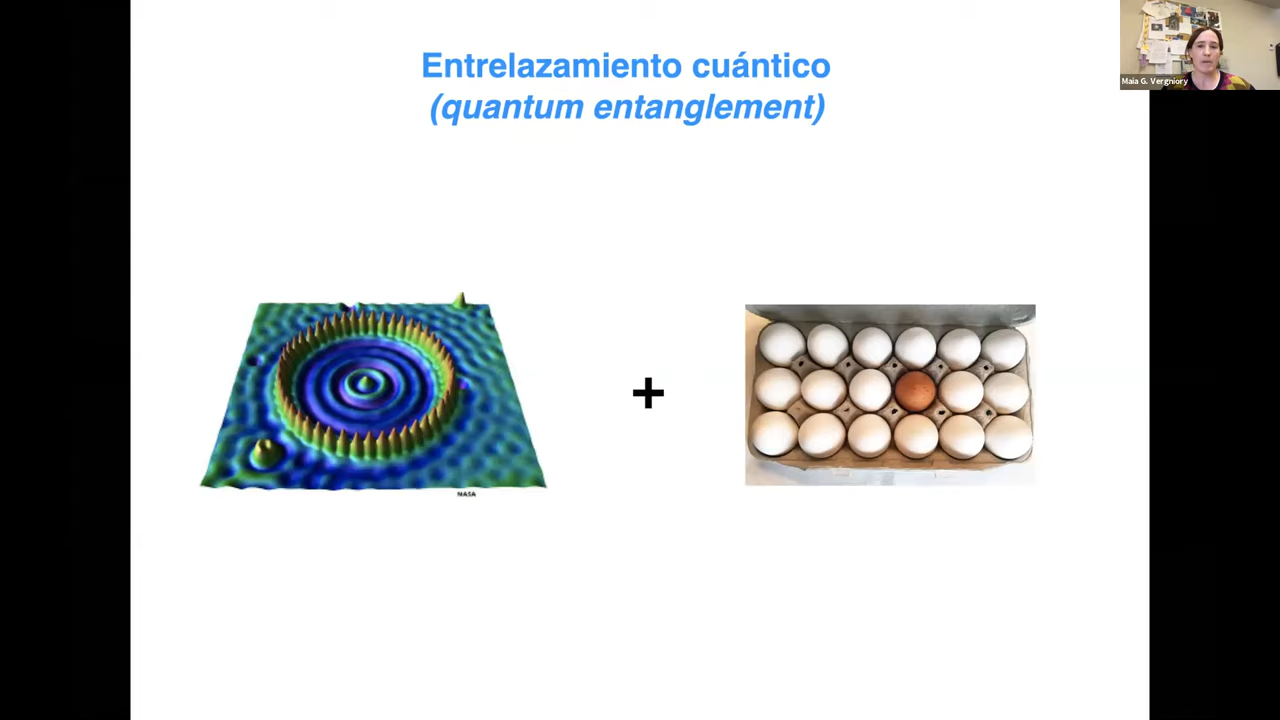 Entrelazamiento cuántico
(quantum entanglement)
Maia G. Vergniory
+
NASA